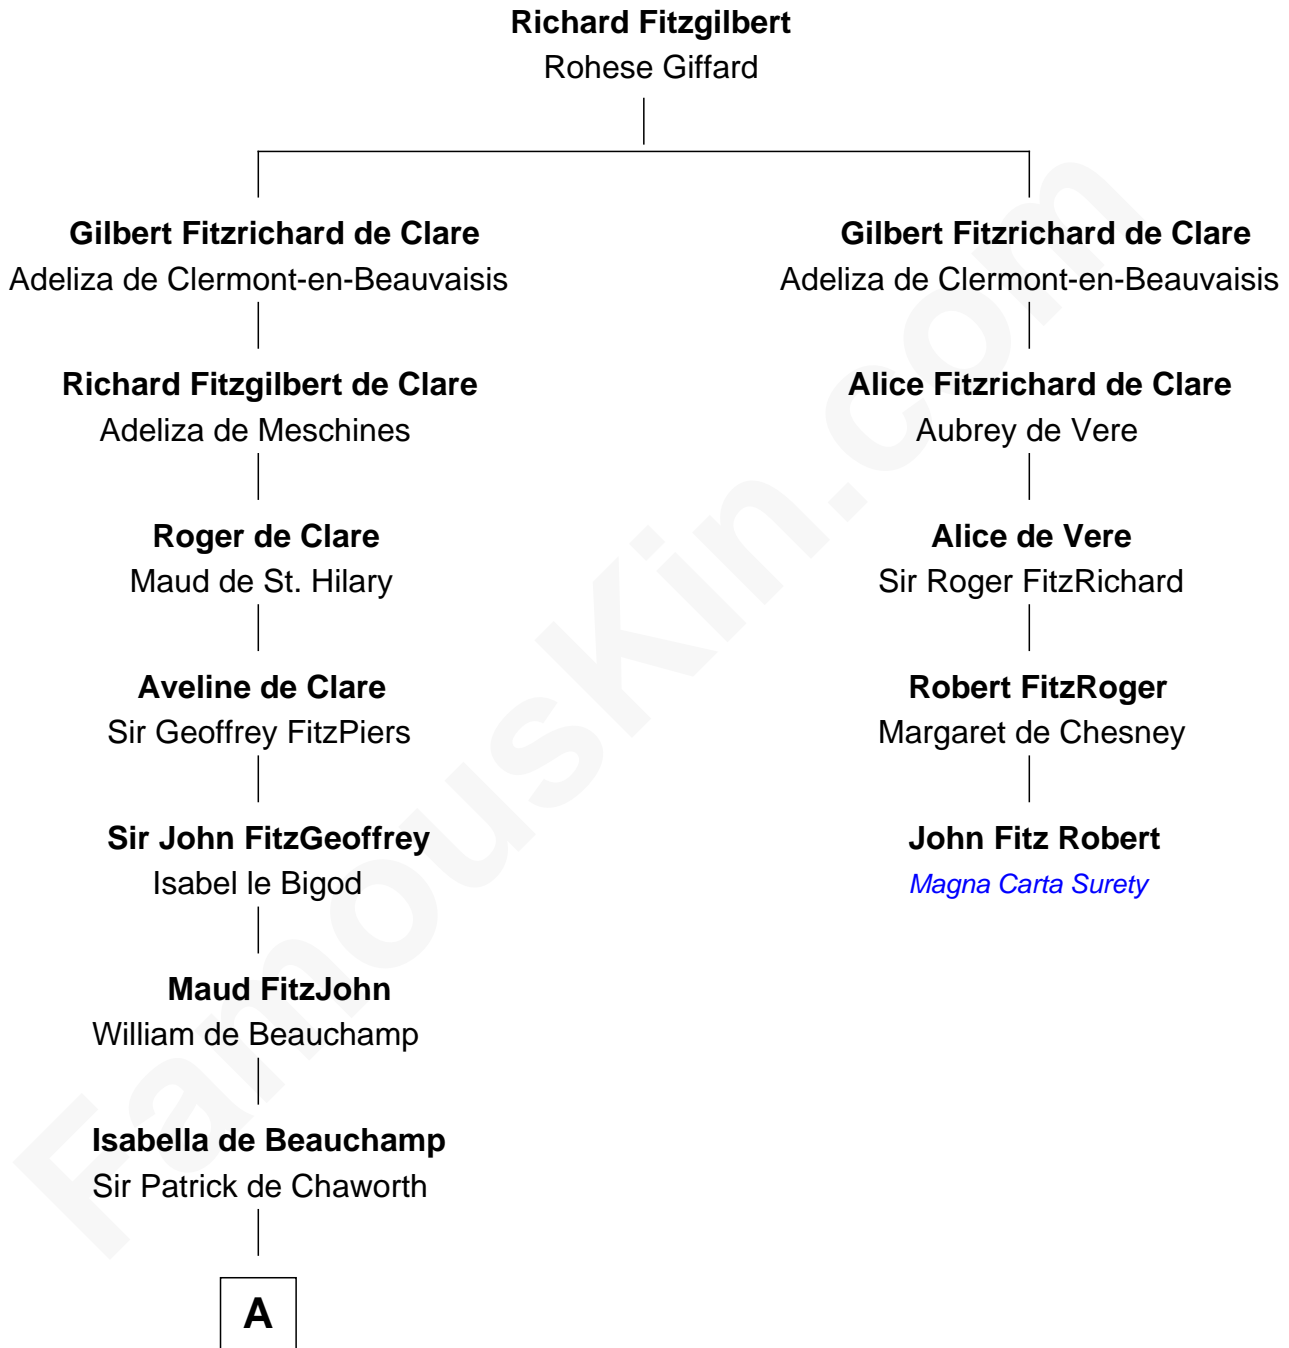 Richard Fitzgilbert
Rohese Giffard
Gilbert Fitzrichard de Clare
Adeliza de Clermont-en-Beauvaisis
Gilbert Fitzrichard de Clare
Adeliza de Clermont-en-Beauvaisis
Richard Fitzgilbert de Clare
Adeliza de Meschines
Alice Fitzrichard de Clare
Aubrey de Vere
Roger de Clare
Maud de St. Hilary
Alice de Vere
Sir Roger FitzRichard
Aveline de Clare
Sir Geoffrey FitzPiers
Robert FitzRoger
Margaret de Chesney
Sir John FitzGeoffrey
Isabel le Bigod
John Fitz Robert
Magna Carta Surety
Maud FitzJohn
William de Beauchamp
Isabella de Beauchamp
Sir Patrick de Chaworth
A
FamousKin.com